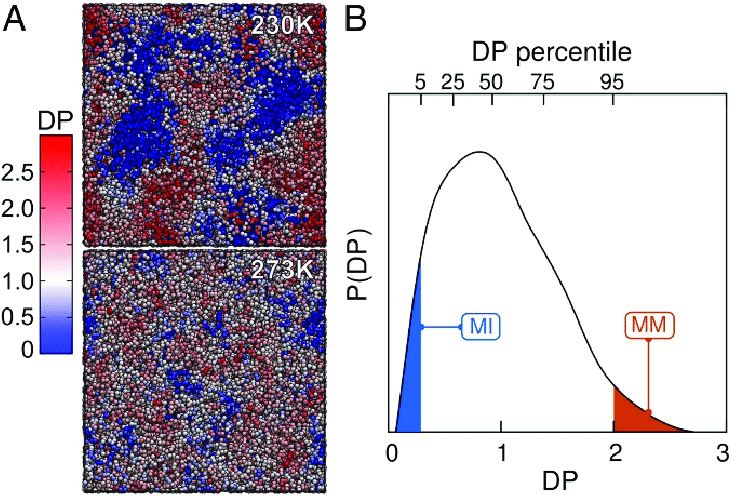 A
230K
DP
2.5
2.0
1.5
1.0
0.5
0
273K
B
DP percentile
5 25 50 75 95
P(DP)
MI
MM
0 1 2 3
DP